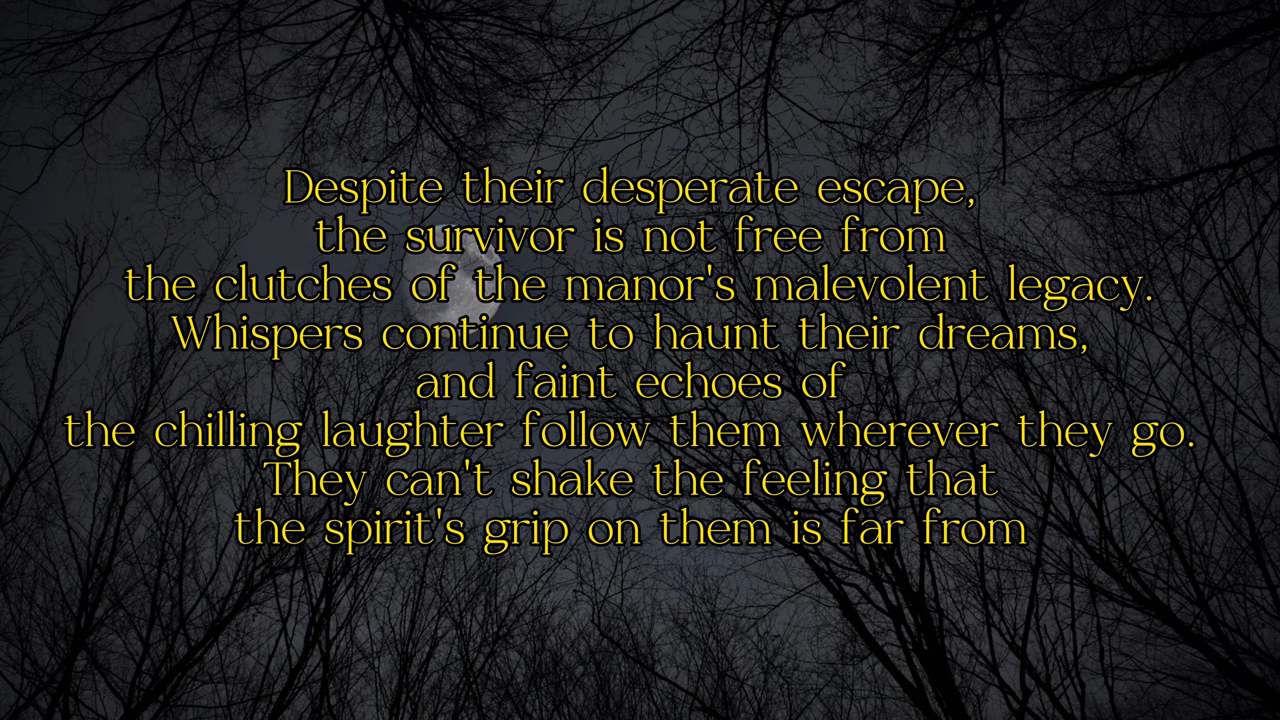 Despite their desperate escape,
the survivor is not free from
the clutches of the manor's malevolent legacy.
Whispers continue to haunt their dreams,
and faint echoes of
the chilling laughter follow them wherever they go.
They can't shake the feeling that
the spirit's grip on them is far from